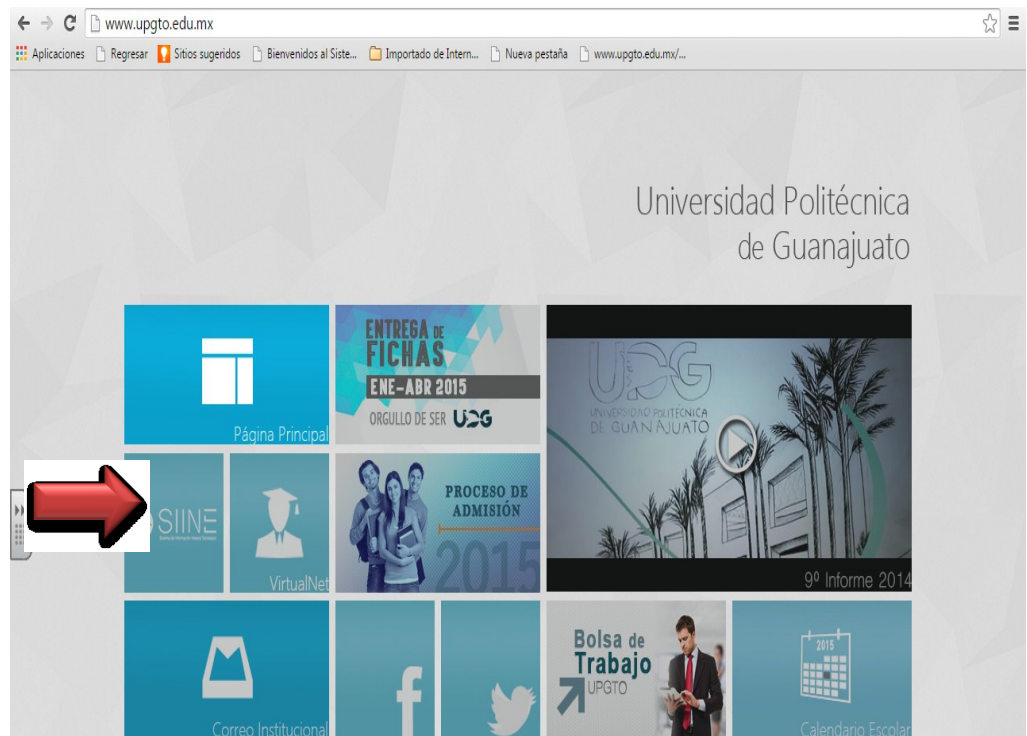 www.upgto.edu.mx
Aplicaciones Regresar Sitios sugeridos Bienvenidos al Siste... Importado de Intern... Nueva pestaña www.upgto.edu.mx/...
Universidad Politécnica
de Guanajuato
Página Principal
ENTREGA DE
FICHAS
ENE-ABR 2015
ORGULLO DE SER UPG
UPG
UNIVERSIDAD POLITÉCNICA
DE GUANAJUATO
9º Informe 2014
SIINE
VirtualNet
PROCESO DE
ADMISIÓN
2015
Correo Institucional
f
Bolsa de
Trabajo
UPGTO
2015
Calendario Escolar